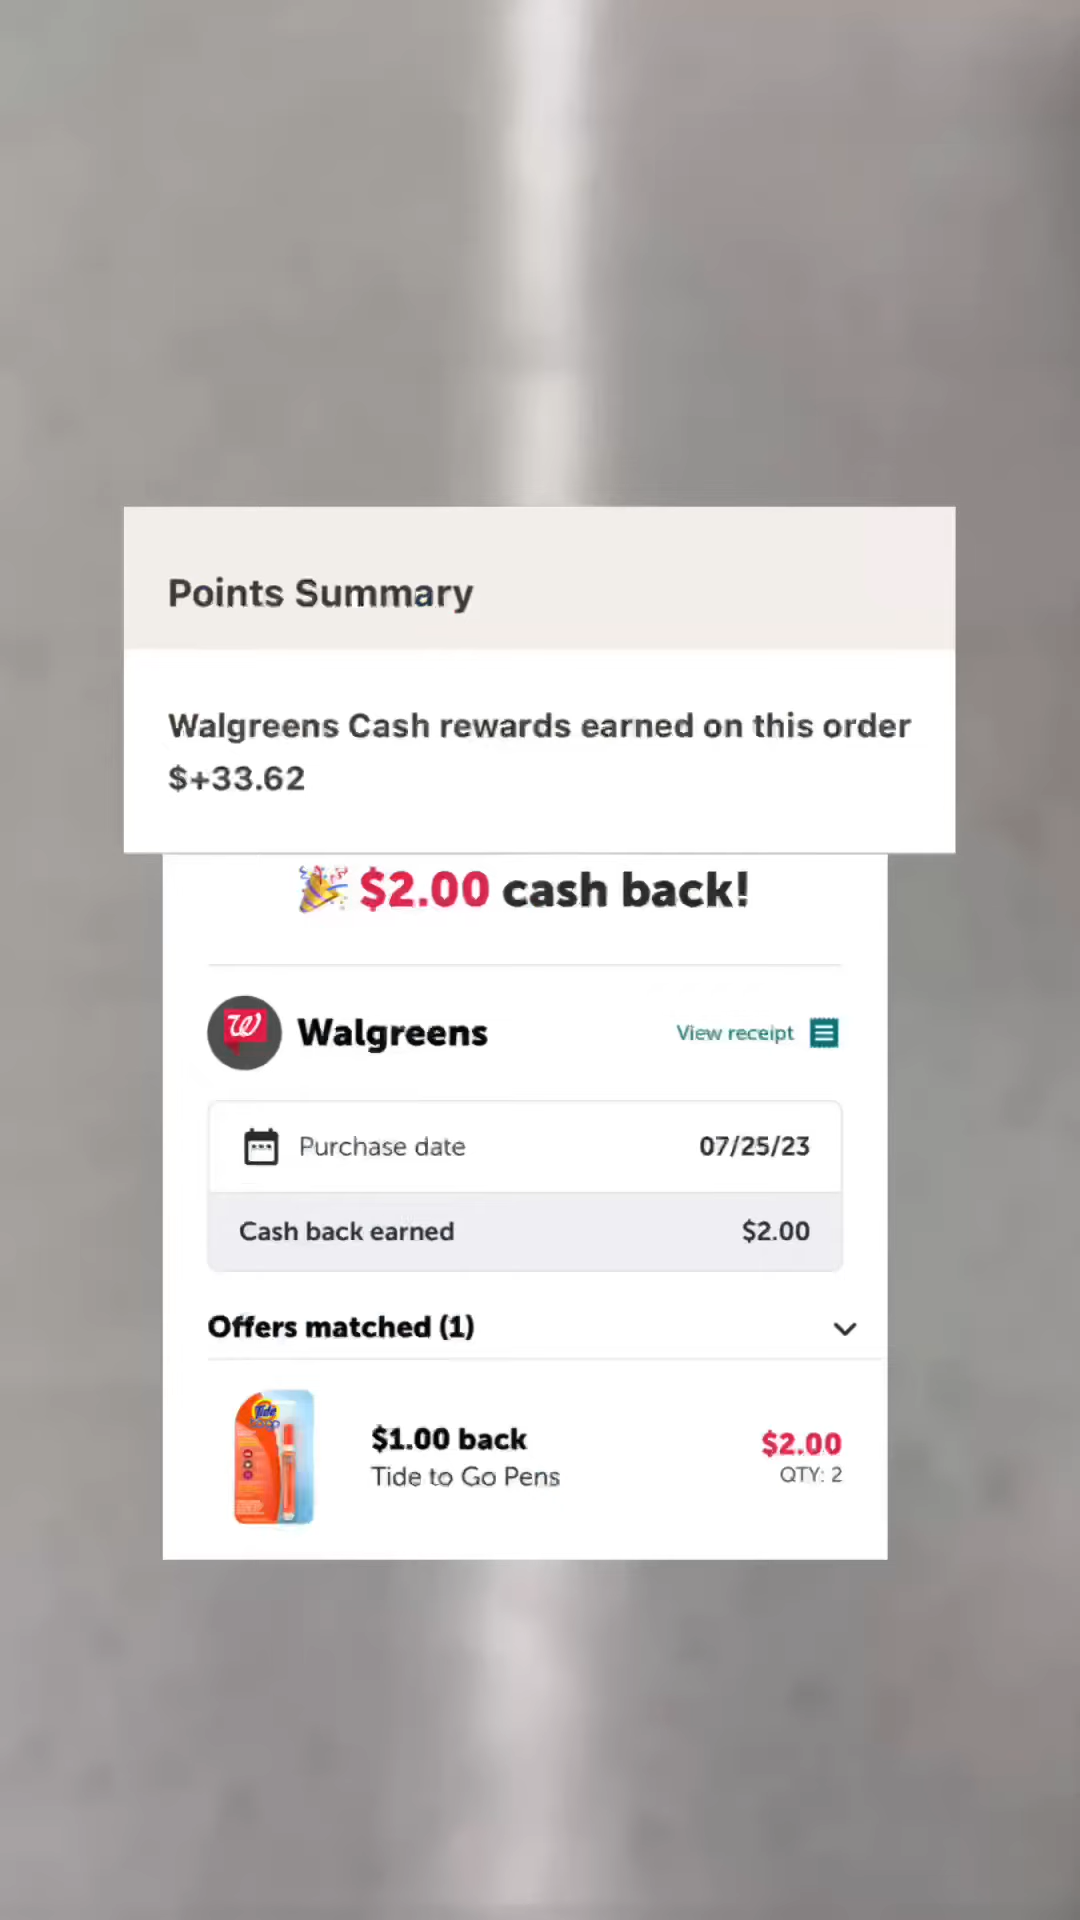 Points Summary
Walgreens Cash rewards earned on this order
$+33.62
$2.00 cash back!
W
Walgreens
View receipt
Purchase date
07/25/23
Cash back earned
$2.00
Offers matched (1)
Tide
$1.00 back
$2.00
Tide to Go Pens
QTY: 2